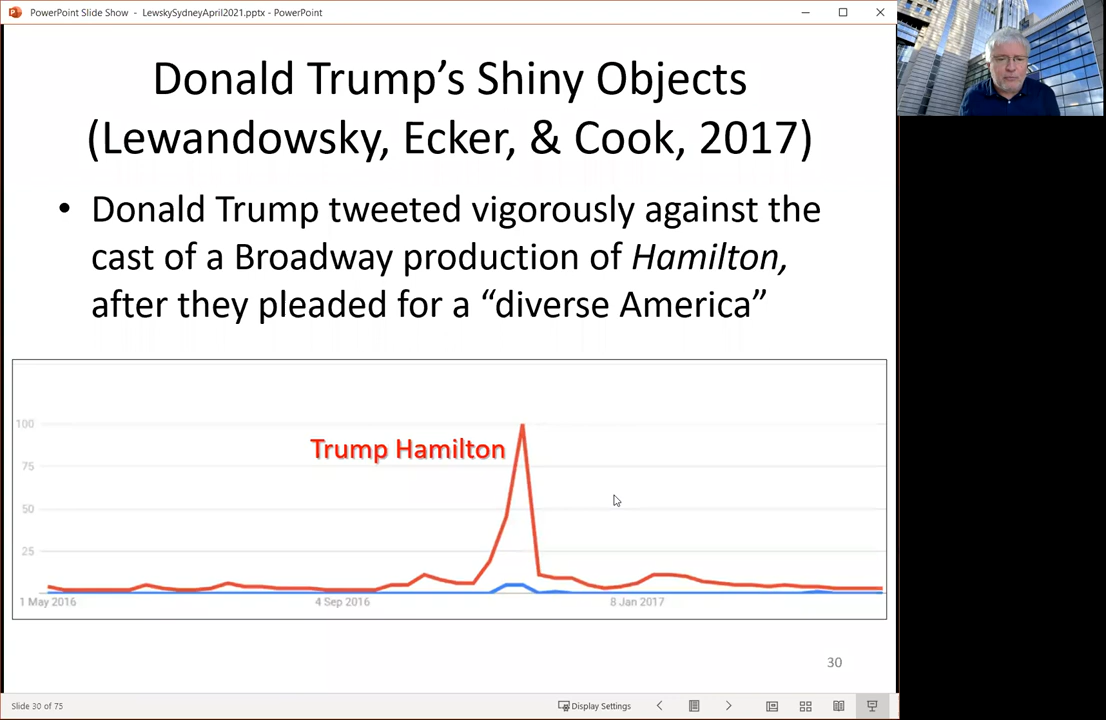 PowerPoint Slide Show - LewskySydneyApril2021.pptx - PowerPoint
Donald Trump’s Shiny Objects
(Lewandowsky, Ecker, & Cook, 2017)
• Donald Trump tweeted vigorously against the
cast of a Broadway production of Hamilton,
after they pleaded for a “diverse America”
100
Trump Hamilton
75
50
25
1 May 2016
4 Sep 2016
8 Jan 2017
30
Slide 30 of 75
Display Settings